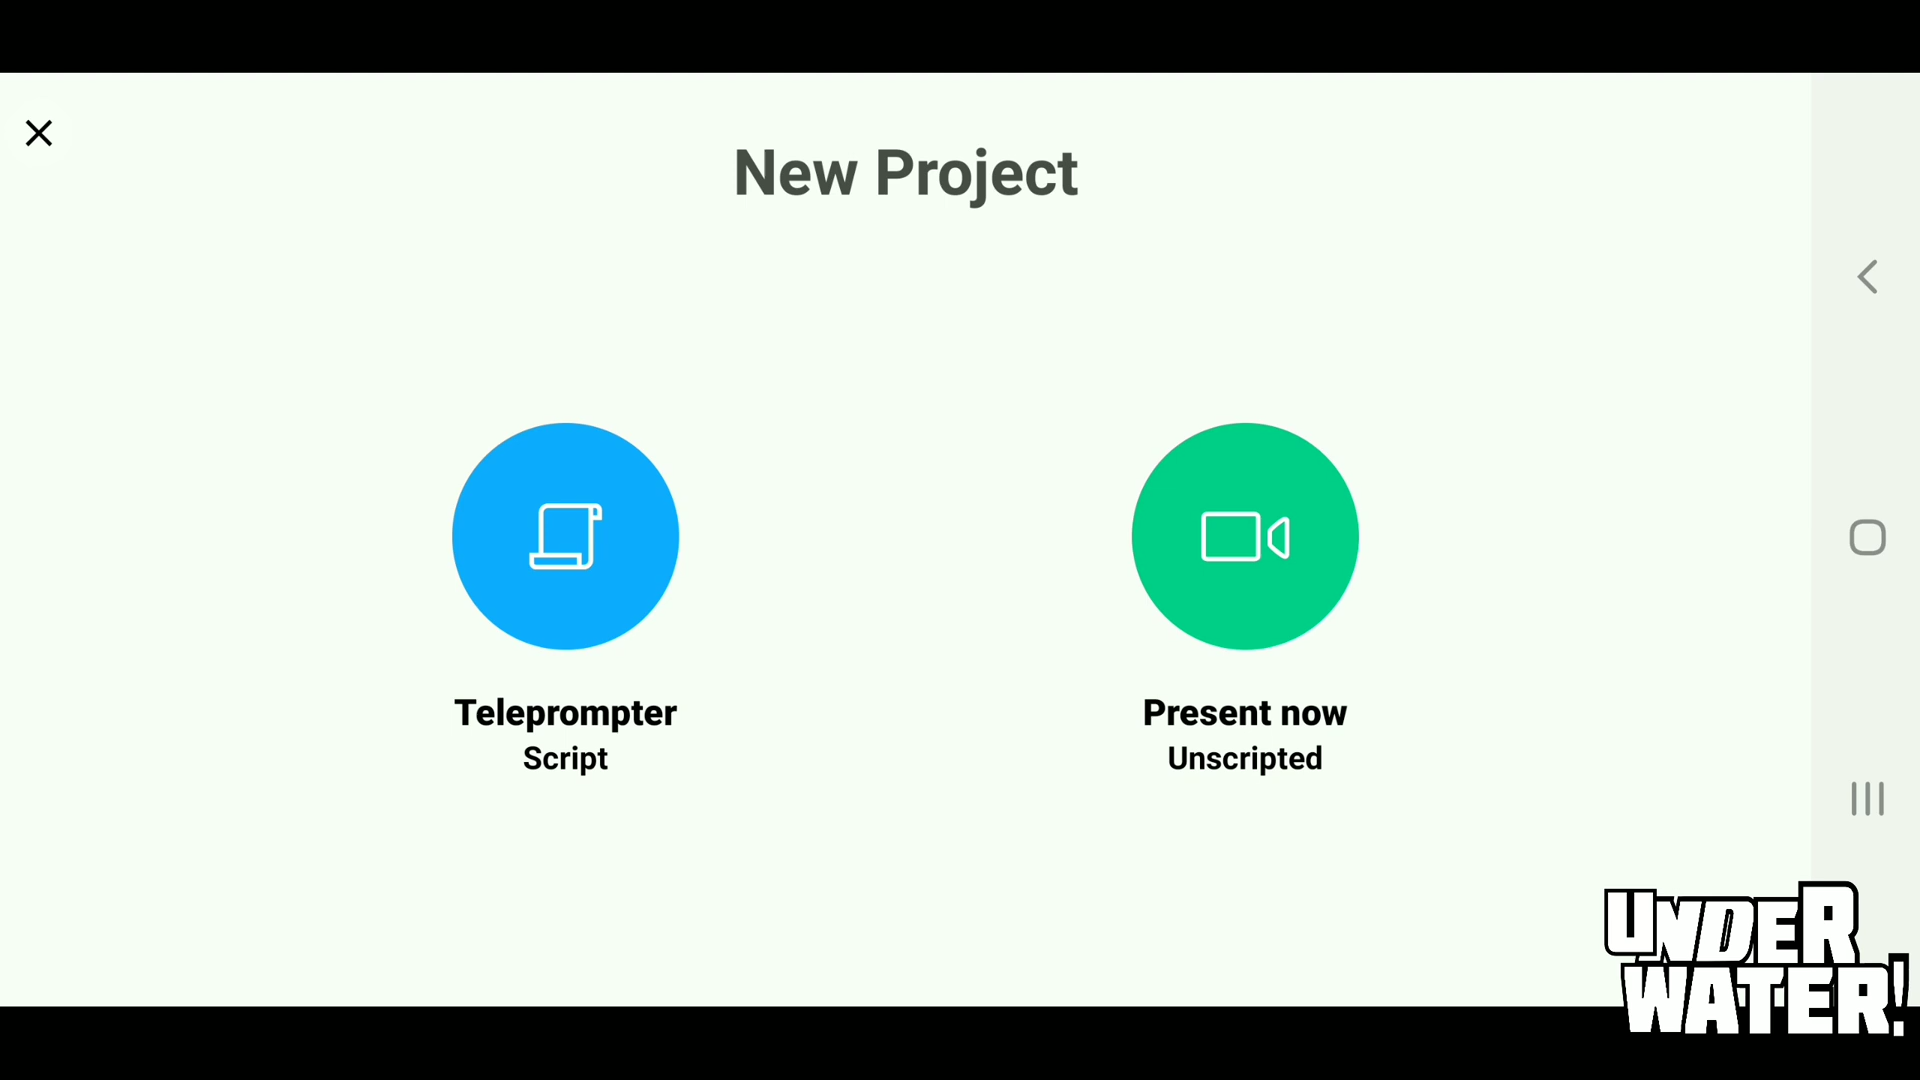 New Project
Teleprompter
Script
Present now
Unscripted
UNDER
WATER!